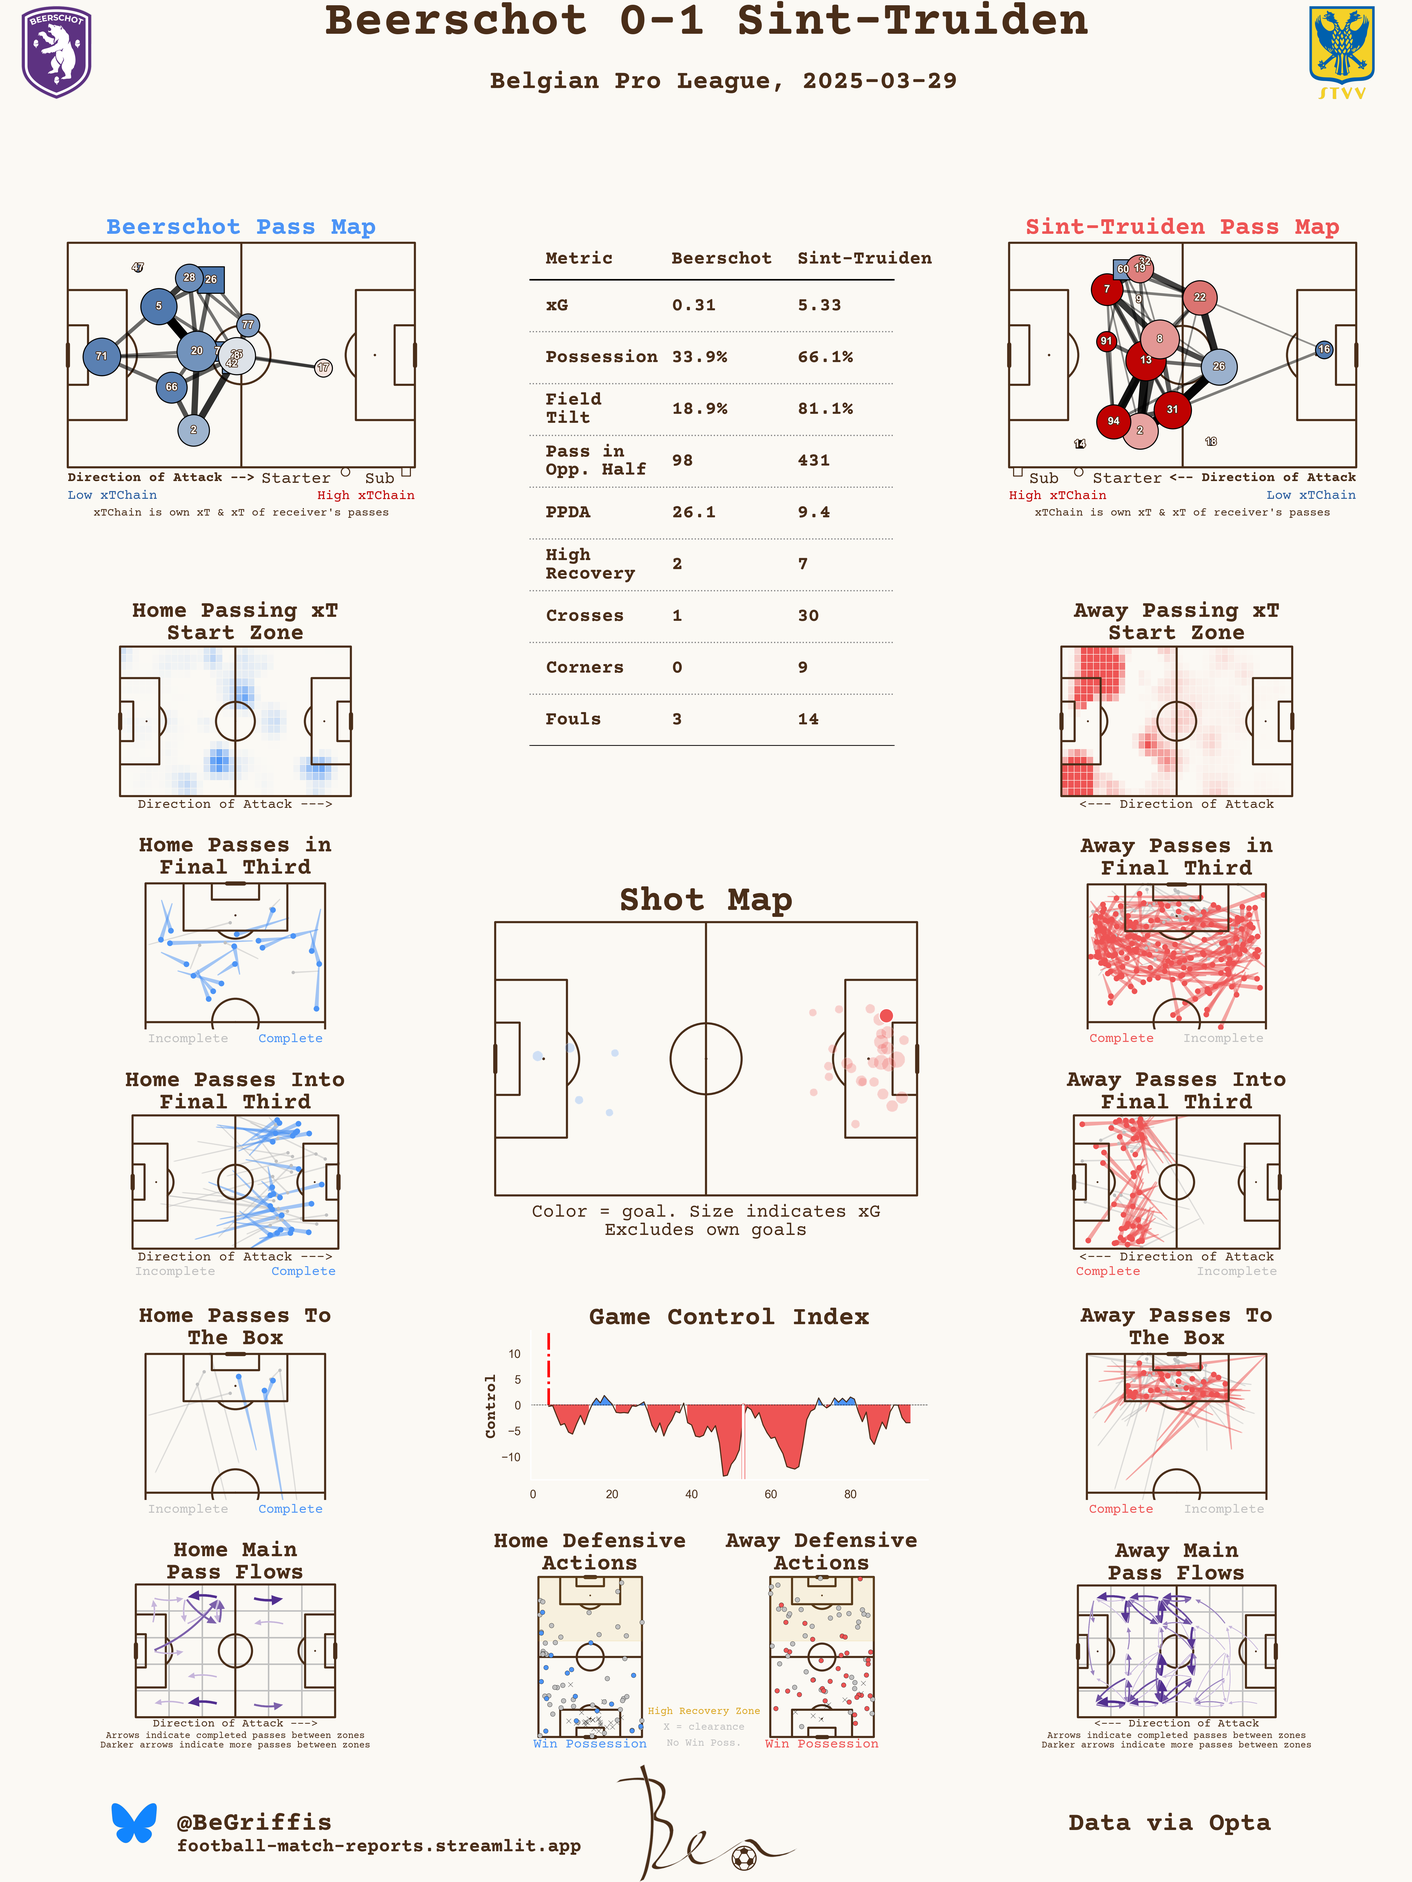 Beerschot 0-1 Sint-Truiden
Belgian Pro League, 2025-03-29
BEERSCHOT
STVV
Beerschot Pass Map
47
28
26
5
77
20
7
42
71
17
66
2
Direction of Attack --> Starter Sub
Low xTChain High xTChain
xTChain is own xT & xT of receiver's passes
Metric Beerschot Sint-Truiden
xG 0.31 5.33
Possession 33.9% 66.1%
Field
Tilt 18.9% 81.1%
Pass in
Opp. Half 98 431
PPDA 26.1 9.4
High
Recovery 2 7
Crosses 1 30
Corners 0 9
Fouls 3 14
Sint-Truiden Pass Map
32
60
19
7
9
22
91
8
13
16
26
31
94
2
14
18
Sub Starter <-- Direction of Attack
High xTChain Low xTChain
xTChain is own xT & xT of receiver's passes
Home Passing xT
Start Zone
Direction of Attack --->
Away Passing xT
Start Zone
<--- Direction of Attack
Home Passes in
Final Third
Incomplete Complete
Away Passes in
Final Third
Complete Incomplete
Shot Map
Color = goal. Size indicates xG
Excludes own goals
Home Passes Into
Final Third
Direction of Attack --->
Incomplete Complete
Away Passes Into
Final Third
<--- Direction of Attack
Complete Incomplete
Home Passes To
The Box
Incomplete Complete
Game Control Index
Control
10
5
0
−5
−10
0 20 40 60 80
Away Passes To
The Box
Complete Incomplete
Home Main
Pass Flows
Direction of Attack --->
Arrows indicate completed passes between zones
Darker arrows indicate more passes between zones
Home Defensive
Actions
Win Possession
Away Defensive
Actions
Win Possession
High Recovery Zone
X = clearance
No Win Poss.
Away Main
Pass Flows
<--- Direction of Attack
Arrows indicate completed passes between zones
Darker arrows indicate more passes between zones
@BeGriffis
football-match-reports.streamlit.app
Ben
Data via Opta